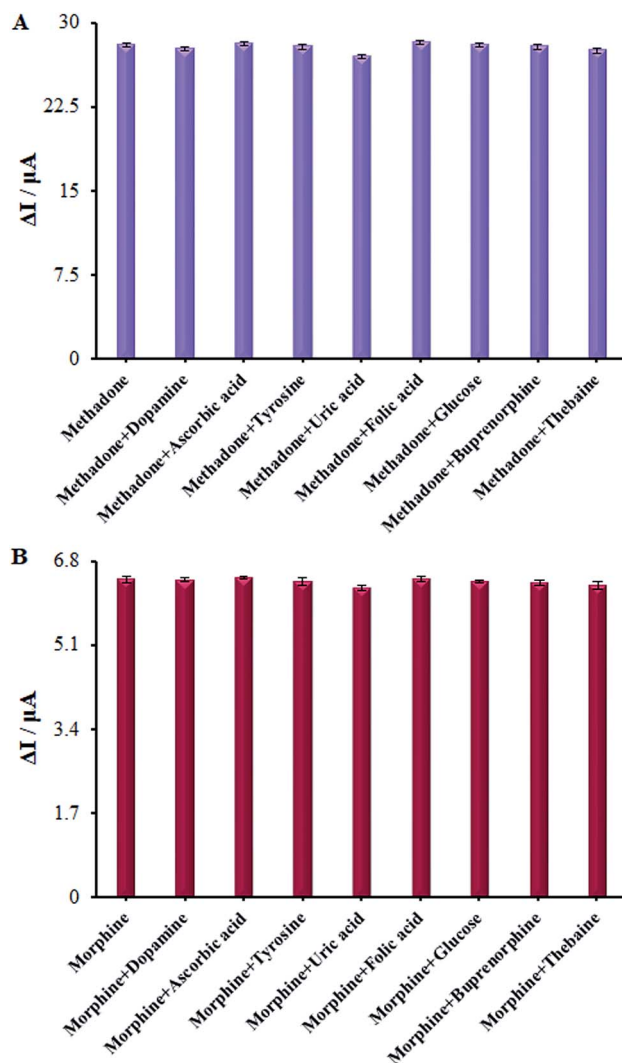 A
30
22.5
15
7.5
0
ΔI / µA
Methadone
Methadone+Dopamine
Methadone+Ascorbic acid
Methadone+Tyrosine
Methadone+Uric acid
Methadone+Folic acid
Methadone+Glucose
Methadone+Buprenorphine
Methadone+Thebaine
B
6.8
5.1
3.4
1.7
0
ΔI / µA
Morphine
Morphine+Dopamine
Morphine+Ascorbic acid
Morphine+Tyrosine
Morphine+Uric acid
Morphine+Folic acid
Morphine+Glucose
Morphine+Buprenorphine
Morphine+Thebaine